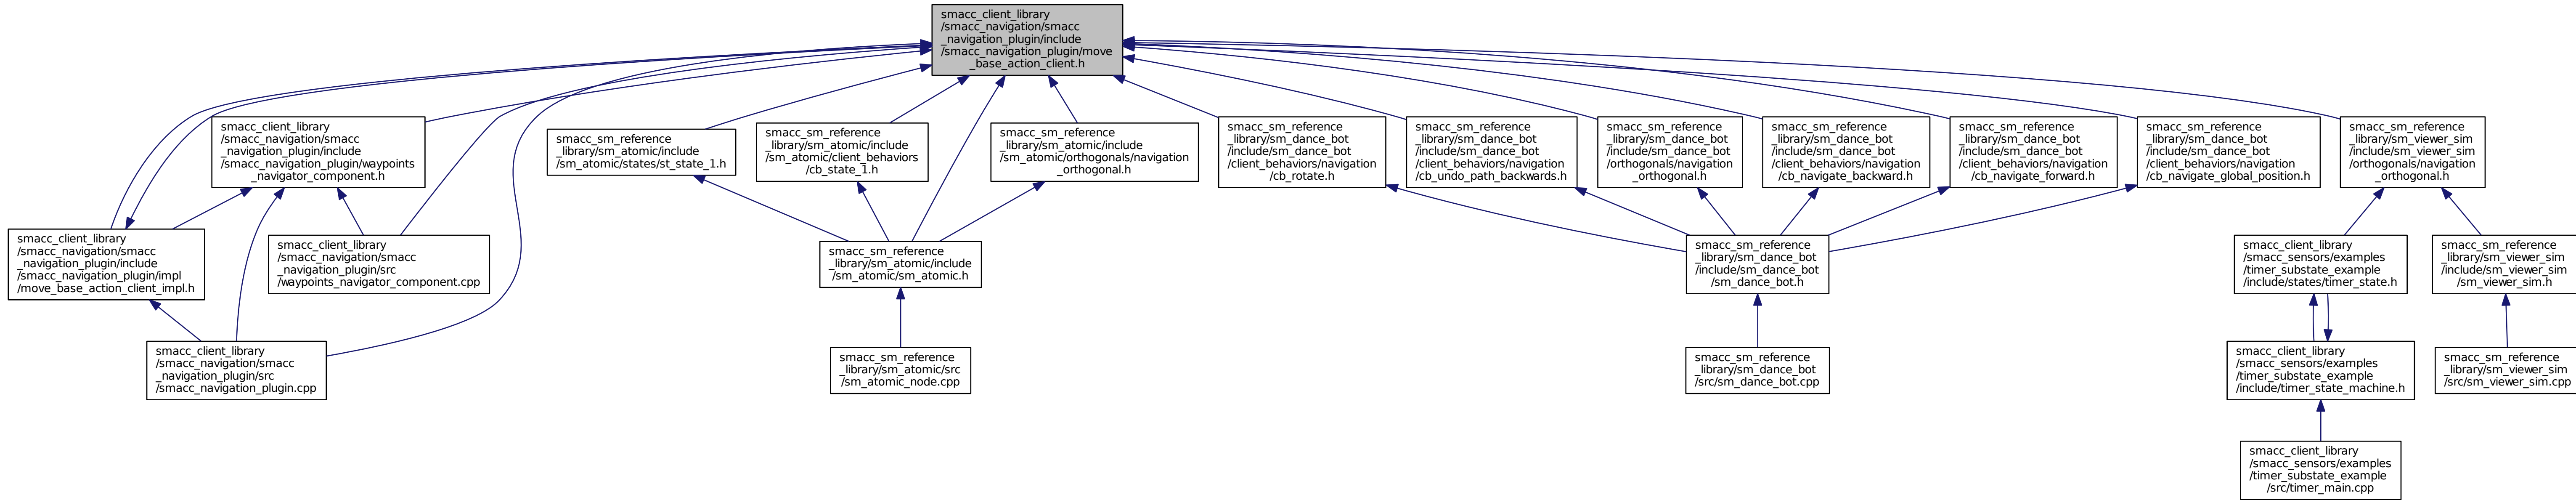 smacc_client_library
/smacc_navigation/smacc
_navigation_plugin/include
/smacc_navigation_plugin/move
_base_action_client.h
smacc_client_library
/smacc_navigation/smacc
_navigation_plugin/include
/smacc_navigation_plugin/waypoints
_navigator_component.h
smacc_sm_reference
_library/sm_atomic/include
/sm_atomic/states/st_state_1.h
smacc_sm_reference
_library/sm_atomic/include
/sm_atomic/client_behaviors
/cb_state_1.h
smacc_sm_reference
_library/sm_atomic/include
/sm_atomic/orthogonals/navigation
_orthogonal.h
smacc_sm_reference
_library/sm_dance_bot
/include/sm_dance_bot
/client_behaviors/navigation
/cb_rotate.h
smacc_sm_reference
_library/sm_dance_bot
/include/sm_dance_bot
/client_behaviors/navigation
/cb_undo_path_backwards.h
smacc_sm_reference
_library/sm_dance_bot
/include/sm_dance_bot
/orthogonals/navigation
_orthogonal.h
smacc_sm_reference
_library/sm_dance_bot
/include/sm_dance_bot
/client_behaviors/navigation
/cb_navigate_backward.h
smacc_sm_reference
_library/sm_dance_bot
/include/sm_dance_bot
/client_behaviors/navigation
/cb_navigate_forward.h
smacc_sm_reference
_library/sm_dance_bot
/include/sm_dance_bot
/client_behaviors/navigation
/cb_navigate_global_position.h
smacc_sm_reference
_library/sm_viewer_sim
/include/sm_viewer_sim
/orthogonals/navigation
_orthogonal.h
smacc_client_library
/smacc_navigation/smacc
_navigation_plugin/include
/smacc_navigation_plugin/impl
/move_base_action_client_impl.h
smacc_client_library
/smacc_navigation/smacc
_navigation_plugin/src
/waypoints_navigator_component.cpp
smacc_sm_reference
_library/sm_atomic/include
/sm_atomic/sm_atomic.h
smacc_sm_reference
_library/sm_dance_bot
/include/sm_dance_bot
/sm_dance_bot.h
smacc_client_library
/smacc_sensors/examples
/timer_substate_example
/include/states/timer_state.h
smacc_sm_reference
_library/sm_viewer_sim
/include/sm_viewer_sim
/sm_viewer_sim.h
smacc_client_library
/smacc_navigation/smacc
_navigation_plugin/src
/smacc_navigation_plugin.cpp
smacc_sm_reference
_library/sm_atomic/src
/sm_atomic_node.cpp
smacc_sm_reference
_library/sm_dance_bot
/src/sm_dance_bot.cpp
smacc_client_library
/smacc_sensors/examples
/timer_substate_example
/include/timer_state_machine.h
smacc_sm_reference
_library/sm_viewer_sim
/src/sm_viewer_sim.cpp
smacc_client_library
/smacc_sensors/examples
/timer_substate_example
/src/timer_main.cpp